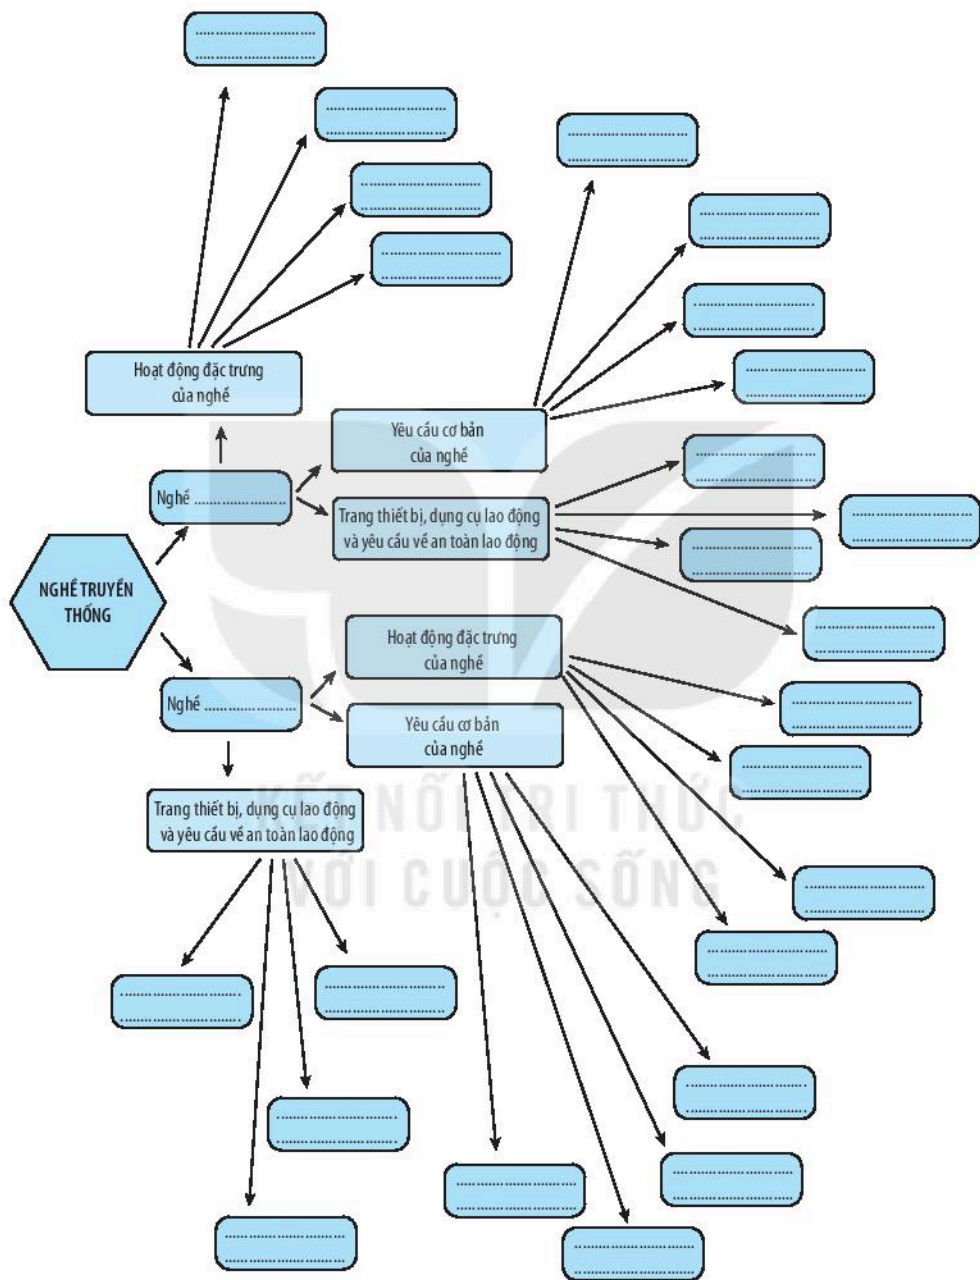 Hoạt động đặc trưng
của nghề
Yêu cầu cơ bản
của nghề
Nghề ........................
Trang thiết bị, dụng cụ lao động
và yêu cầu về an toàn lao động
NGHỀ TRUYỀN
THỐNG
Hoạt động đặc trưng
của nghề
Nghề ........................
Yêu cầu cơ bản
của nghề
Trang thiết bị, dụng cụ lao động
và yêu cầu về an toàn lao động
KẾT NỐI TRI THỨC
VỚI CUỘC SỐNG